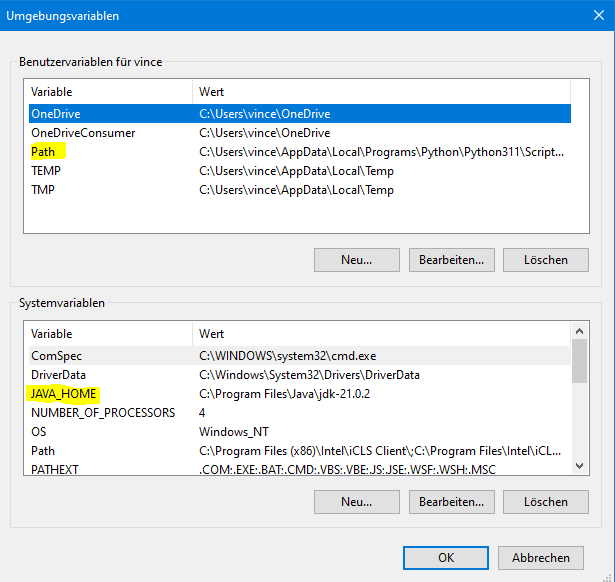 Umgebungsvariablen
Benutzervariablen für vince
Variable Wert
OneDrive C:\Users\vince\OneDrive
OneDriveConsumer C:\Users\vince\OneDrive
Path C:\Users\vince\AppData\Local\Programs\Python\Python311\Script...
TEMP C:\Users\vince\AppData\Local\Temp
TMP C:\Users\vince\AppData\Local\Temp
Neu... Bearbeiten... Löschen
Systemvariablen
Variable Wert
ComSpec C:\WINDOWS\system32\cmd.exe
DriverData C:\Windows\System32\Drivers\DriverData
JAVA_HOME C:\Program Files\Java\jdk-21.0.2
NUMBER_OF_PROCESSORS 4
OS Windows_NT
Path C:\Program Files (x86)\Intel\iCLS Client\;C:\Program Files\Intel\iCL...
PATHEXT .COM;.EXE;.BAT;.CMD;.VBS;.VBE;.JS;.JSE;.WSF;.WSH;.MSC
Neu... Bearbeiten... Löschen
OK Abbrechen